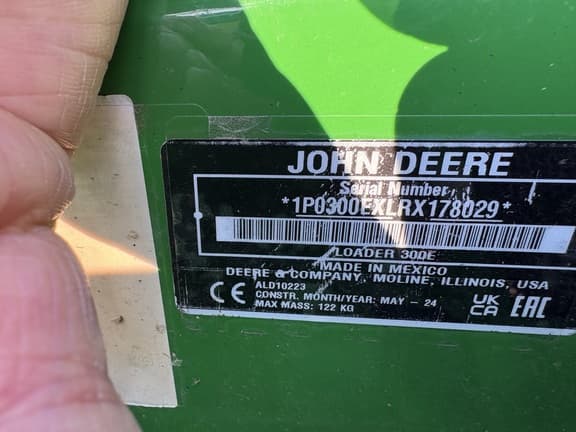 JOHN DEERE
Serial Number
*1P0300EXLRX178029*
LOADER 300E
MADE IN MEXICO
DEERE & COMPANY, MOLINE, ILLINOIS, USA
ALD10223
CONSTR. MONTH/YEAR: MAY - 24
MAX MASS: 122 KG
CE
UK
CA
EAC